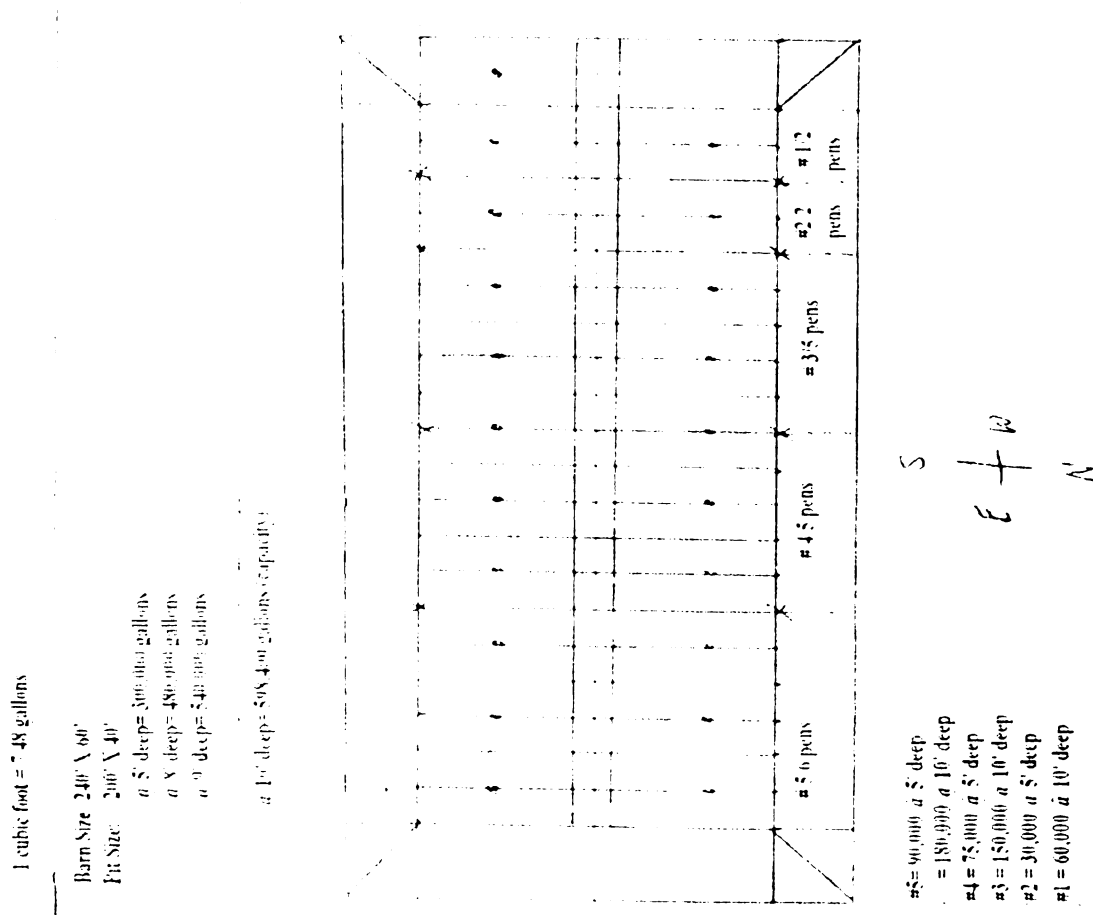 1 cubic foot = 7.48 gallons
Barn Size 240' X 60'
Pit Size: 200' X 40'
@ 5' deep= 300,000 gallons
@ 8' deep= 480,000 gallons
@ 9' deep= 540,000 gallons
@ 10' deep= 598,400 gallons (capacity)
#1/2 pens
#2/2 pens
#3/5 pens
#4/5 pens
#5/6 pens
S
E W
N
#5= 90,000 @ 5' deep
= 180,000 @ 10' deep
#4 = 75,000 @ 5' deep
#3 = 150,000 @ 10' deep
#2 = 30,000 @ 5' deep
#1 = 60,000 @ 10' deep